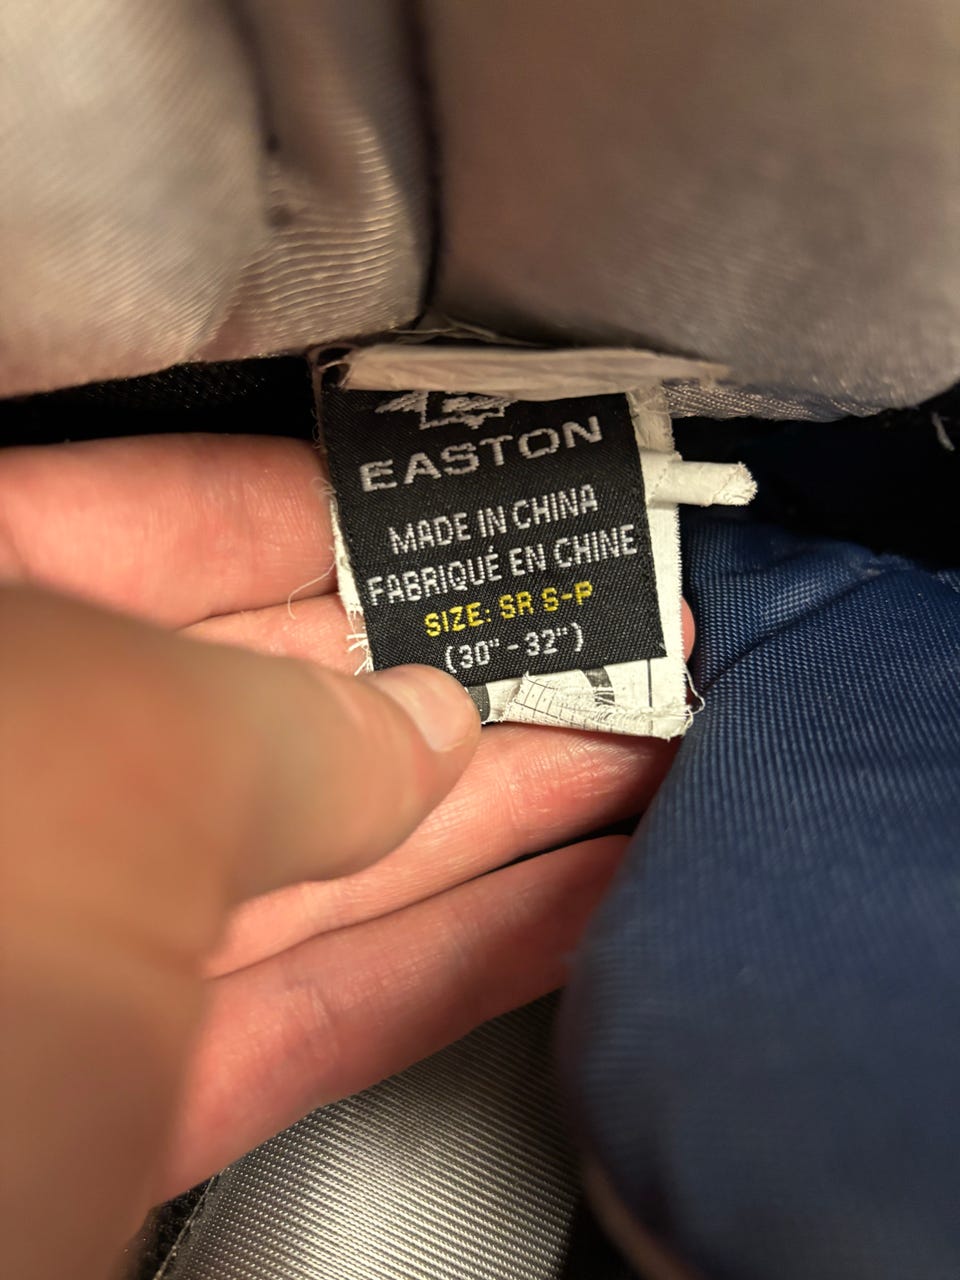 EASTON
MADE IN CHINA
FABRIQUÉ EN CHINE
SIZE: SR S-P
(30" - 32")